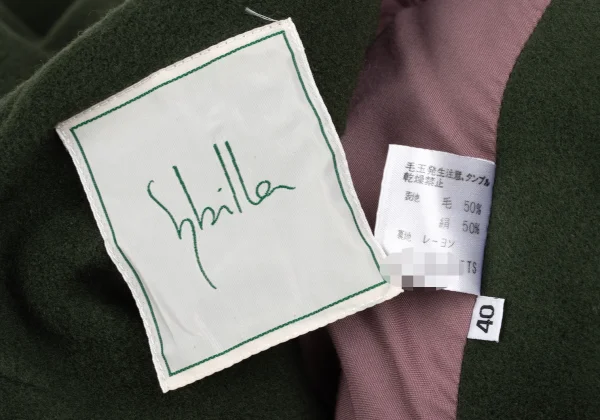 Sybilla
毛玉発生注意、タンブル
乾燥禁止
表地 毛 50%
絹 50%
裏地 レーヨン
TS
40